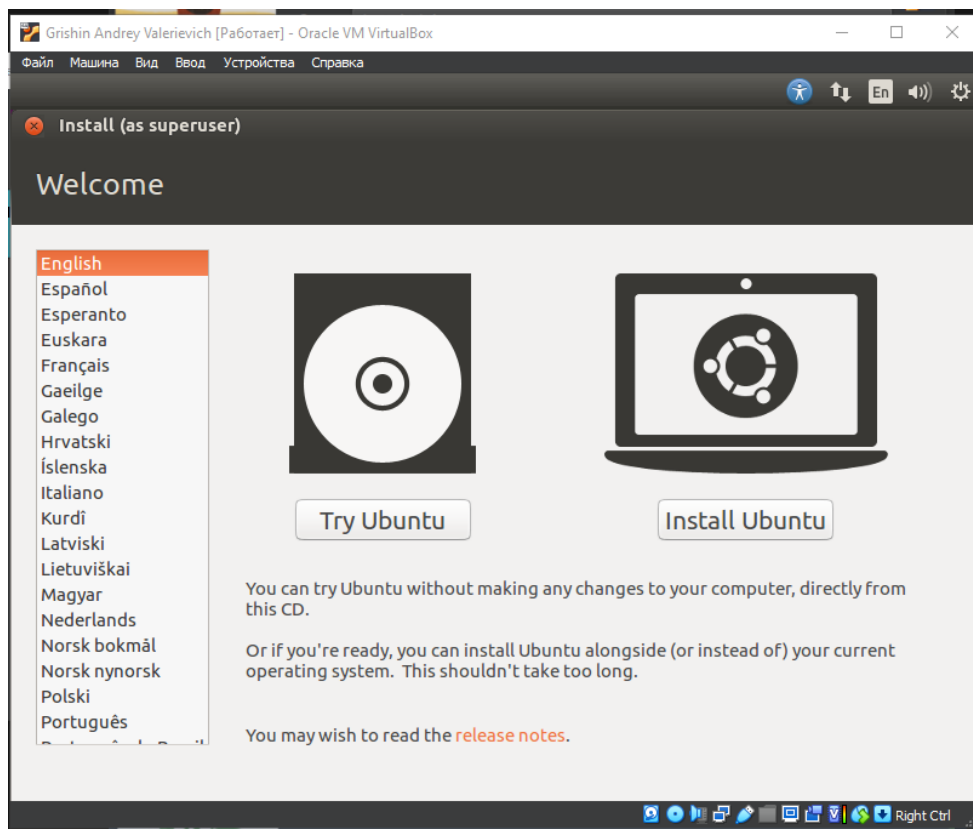 Grishin Andrey Valerievich [Работает] - Oracle VM VirtualBox
Файл Машина Вид Ввод Устройства Справка
En
Install (as superuser)
Welcome
English
Español
Esperanto
Euskara
Français
Gaeilge
Galego
Hrvatski
Íslenska
Italiano
Kurdî
Latviski
Lietuviškai
Magyar
Nederlands
Norsk bokmål
Norsk nynorsk
Polski
Português
Try Ubuntu
Install Ubuntu
You can try Ubuntu without making any changes to your computer, directly from
this CD.
Or if you're ready, you can install Ubuntu alongside (or instead of) your current
operating system. This shouldn't take too long.
You may wish to read the release notes.
Right Ctrl